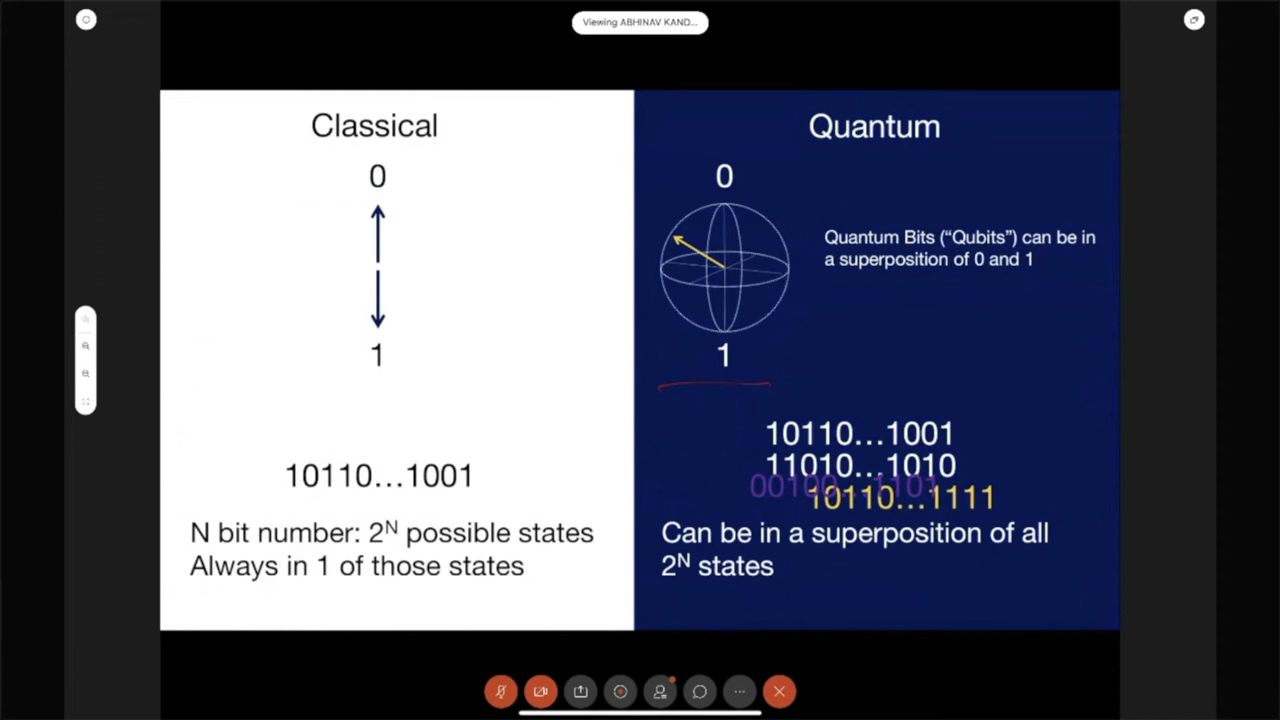 Viewing ABHINAV KAND...
Classical
0
1
10110...1001
N bit number: 2ᴺ possible states
Always in 1 of those states
Quantum
0
1
Quantum Bits (“Qubits”) can be in
a superposition of 0 and 1
10110...1001
11010...1010
00100...1101
10110...1111
Can be in a superposition of all
2ᴺ states